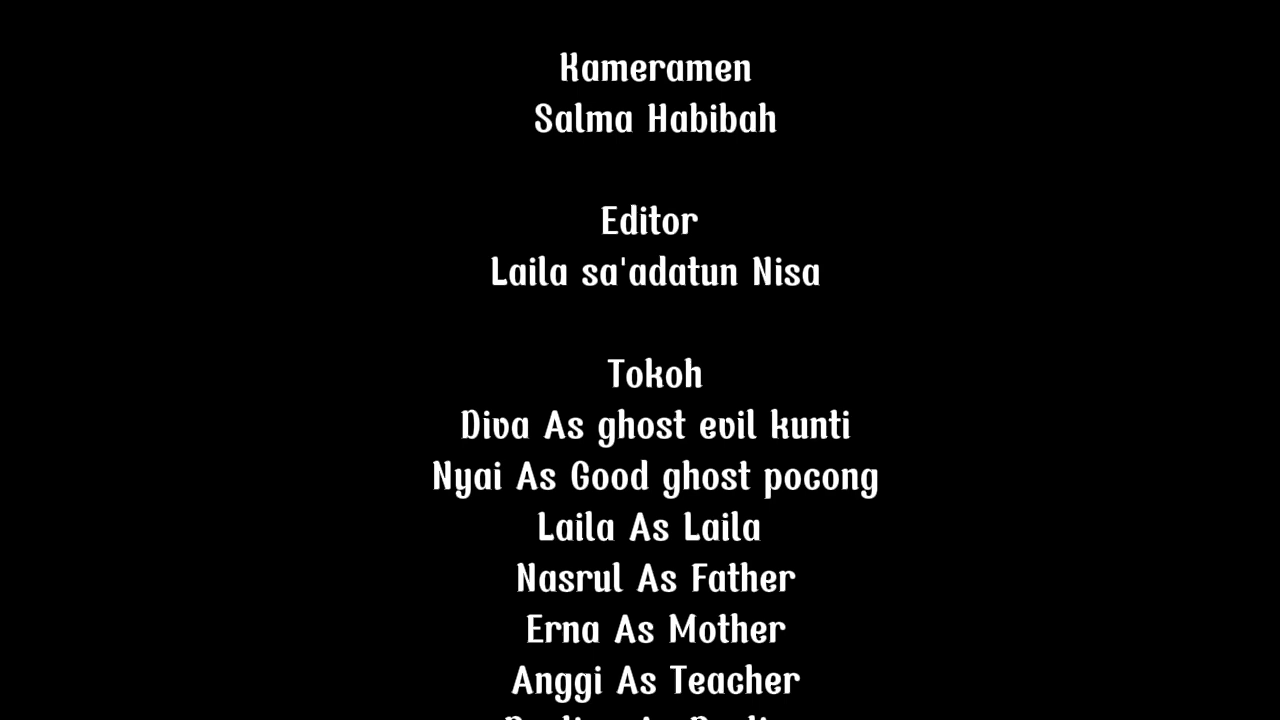 Kameramen
Salma Habibah
Editor
Laila sa'adatun Nisa
Tokoh
Diva As ghost evil kunti
Nyai As Good ghost pocong
Laila As Laila
Nasrul As Father
Erna As Mother
Anggi As Teacher